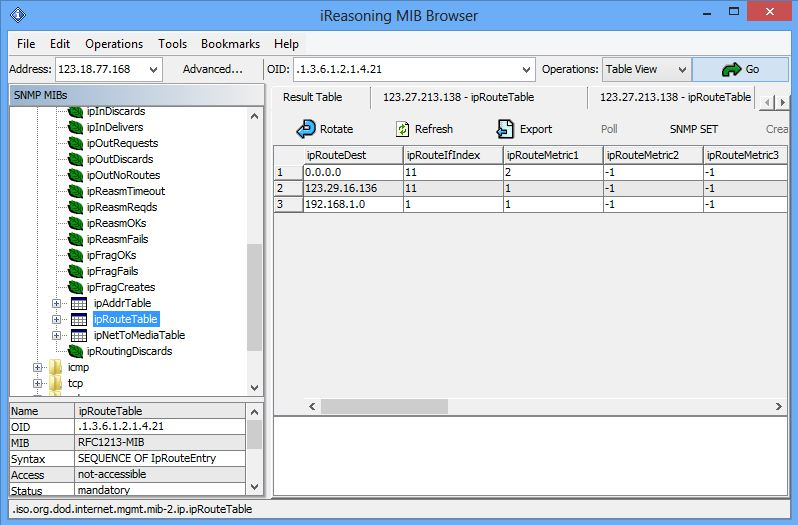 iReasoning MIB Browser
File Edit Operations Tools Bookmarks Help
Address: 123.18.77.168 Advanced... OID: .1.3.6.1.2.1.4.21 Operations: Table View Go
SNMP MIBs
ipInDiscards
ipInDelivers
ipOutRequests
ipOutDiscards
ipOutNoRoutes
ipReasmTimeout
ipReasmReqds
ipReasmOKs
ipReasmFails
ipFragOKs
ipFragFails
ipFragCreates
ipAddrTable
ipRouteTable
ipNetToMediaTable
ipRoutingDiscards
icmp
tcp
Name ipRouteTable
OID .1.3.6.1.2.1.4.21
MIB RFC1213-MIB
Syntax SEQUENCE OF IpRouteEntry
Access not-accessible
Status mandatory
Result Table 123.27.213.138 - ipRouteTable 123.27.213.138 - ipRouteTable
Rotate Refresh Export Poll SNMP SET Crea
ipRouteDest ipRouteIfIndex ipRouteMetric1 ipRouteMetric2 ipRouteMetric3
1 0.0.0.0 11 2 -1 -1
2 123.29.16.136 11 1 -1 -1
3 192.168.1.0 1 1 -1 -1
.iso.org.dod.internet.mgmt.mib-2.ip.ipRouteTable